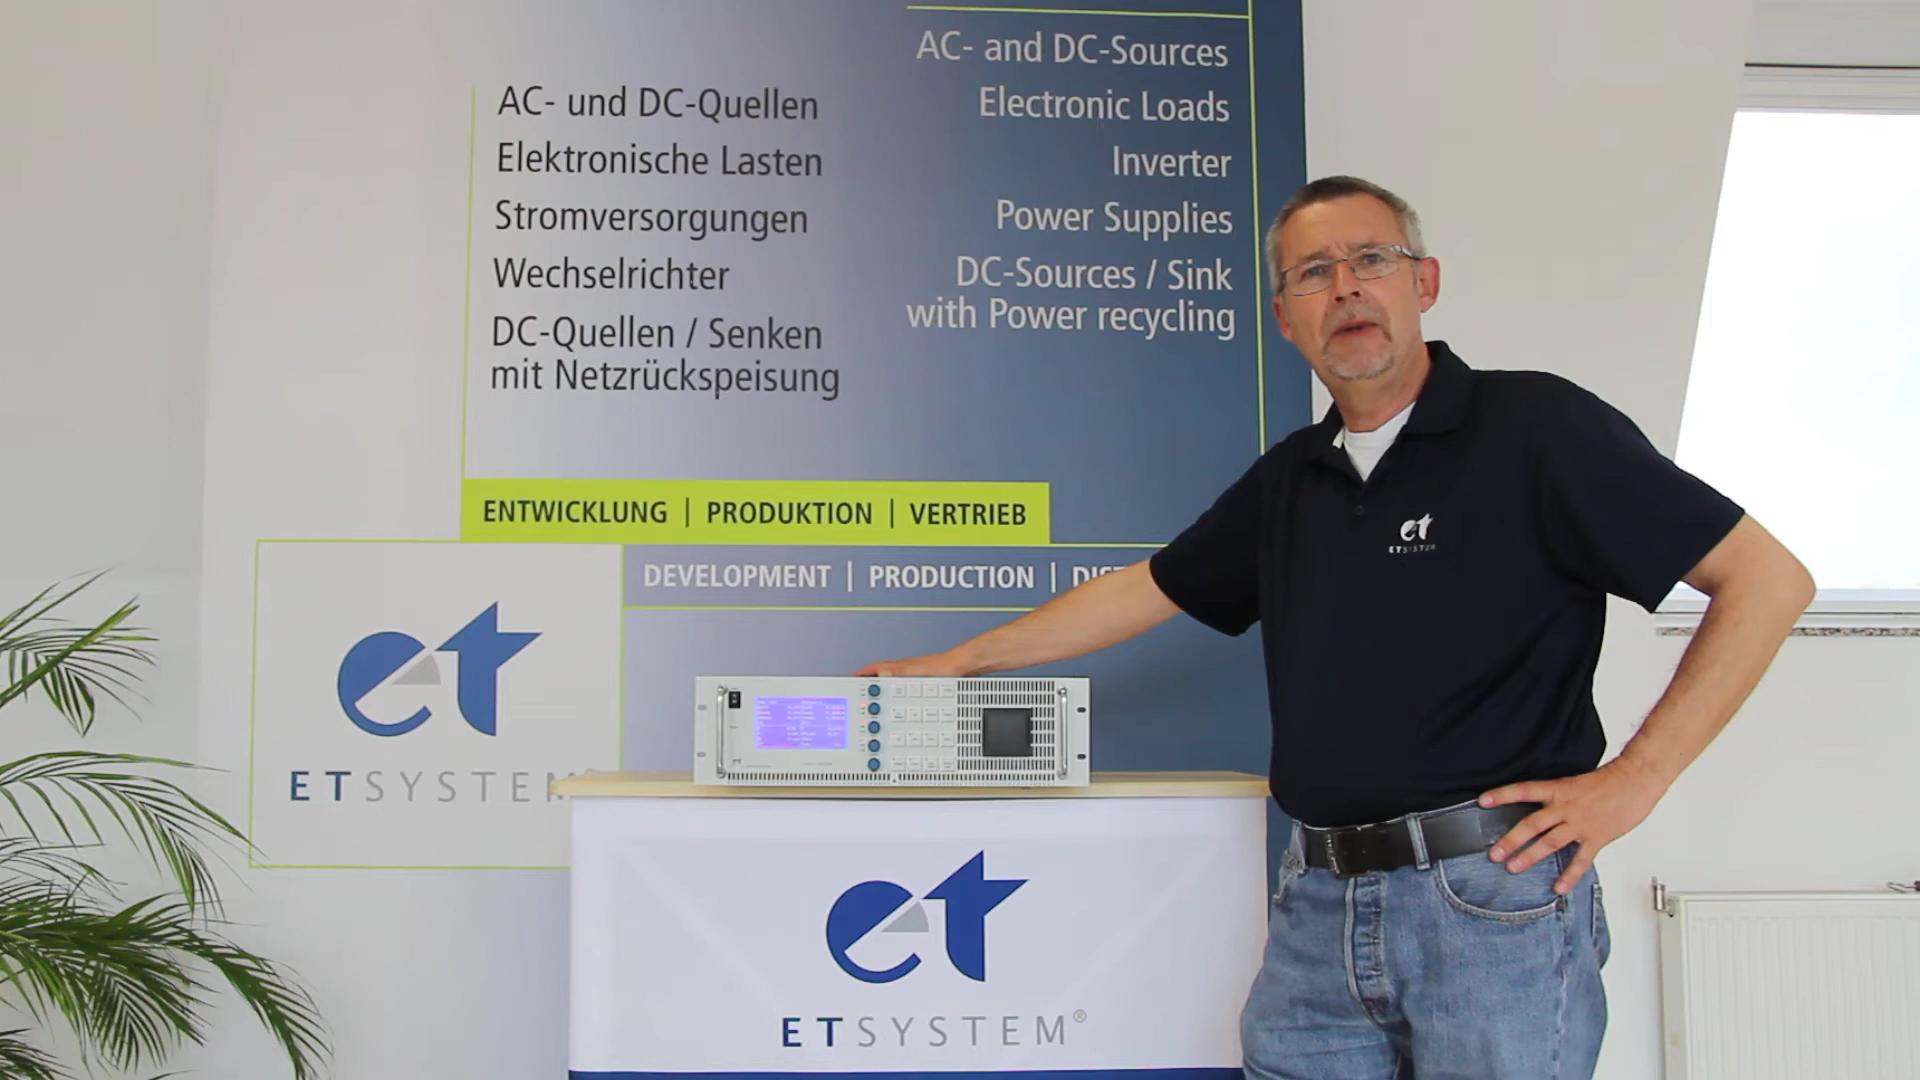 AC- und DC-Quellen
Elektronische Lasten
Stromversorgungen
Wechselrichter
DC-Quellen / Senken
mit Netzrückspeisung
AC- and DC-Sources
Electronic Loads
Inverter
Power Supplies
DC-Sources / Sink
with Power recycling
ENTWICKLUNG | PRODUKTION | VERTRIEB
DEVELOPMENT | PRODUCTION |
et
ETSYSTEM
et
ETSYSTEM
et
ETSYSTEM®